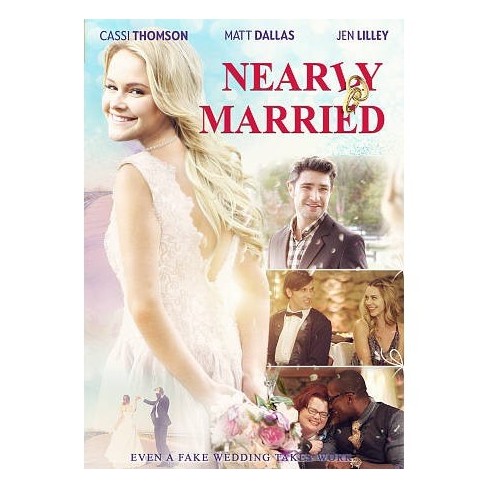 CASSI THOMSON MATT DALLAS JEN LILLEY
NEARLY
MARRIED
EVEN A FAKE WEDDING TAKES WORK